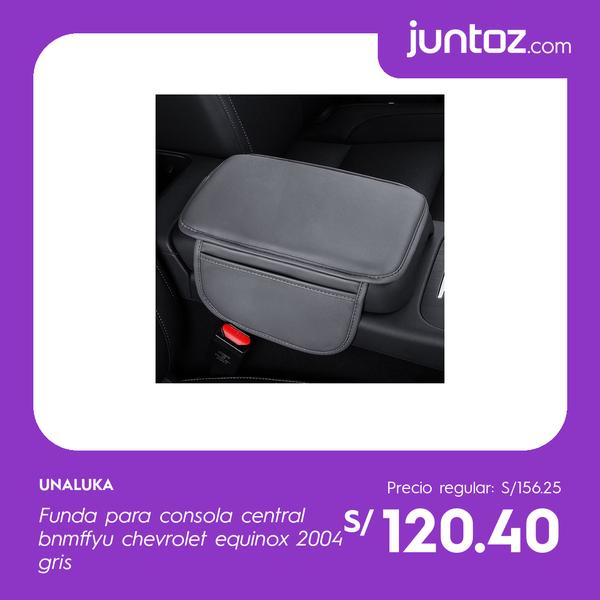 juntoz.com
UNALUKA
Funda para consola central
bnmffyu chevrolet equinox 2004
gris
Precio regular: S/156.25
S/120.40